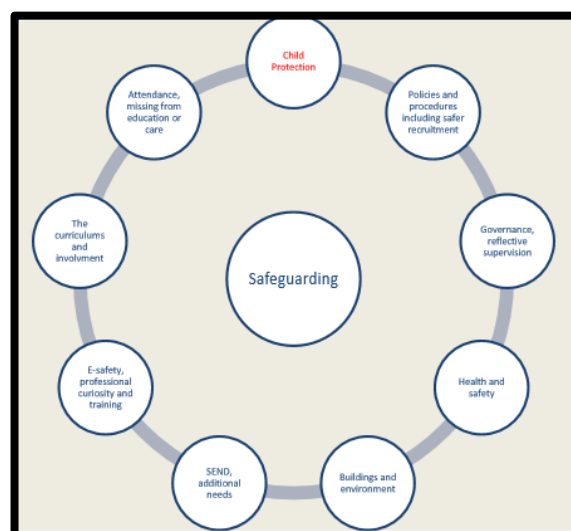 Child
Protection
Policies and
procedures
including safer
recruitment
Governance,
reflective
supervision
Health and
safety
Buildings and
environment
SEND,
additional
needs
E-safety,
professional
curiosity and
training
The
curriculums
and
involvment
Attendance,
missing from
education or
care
Safeguarding